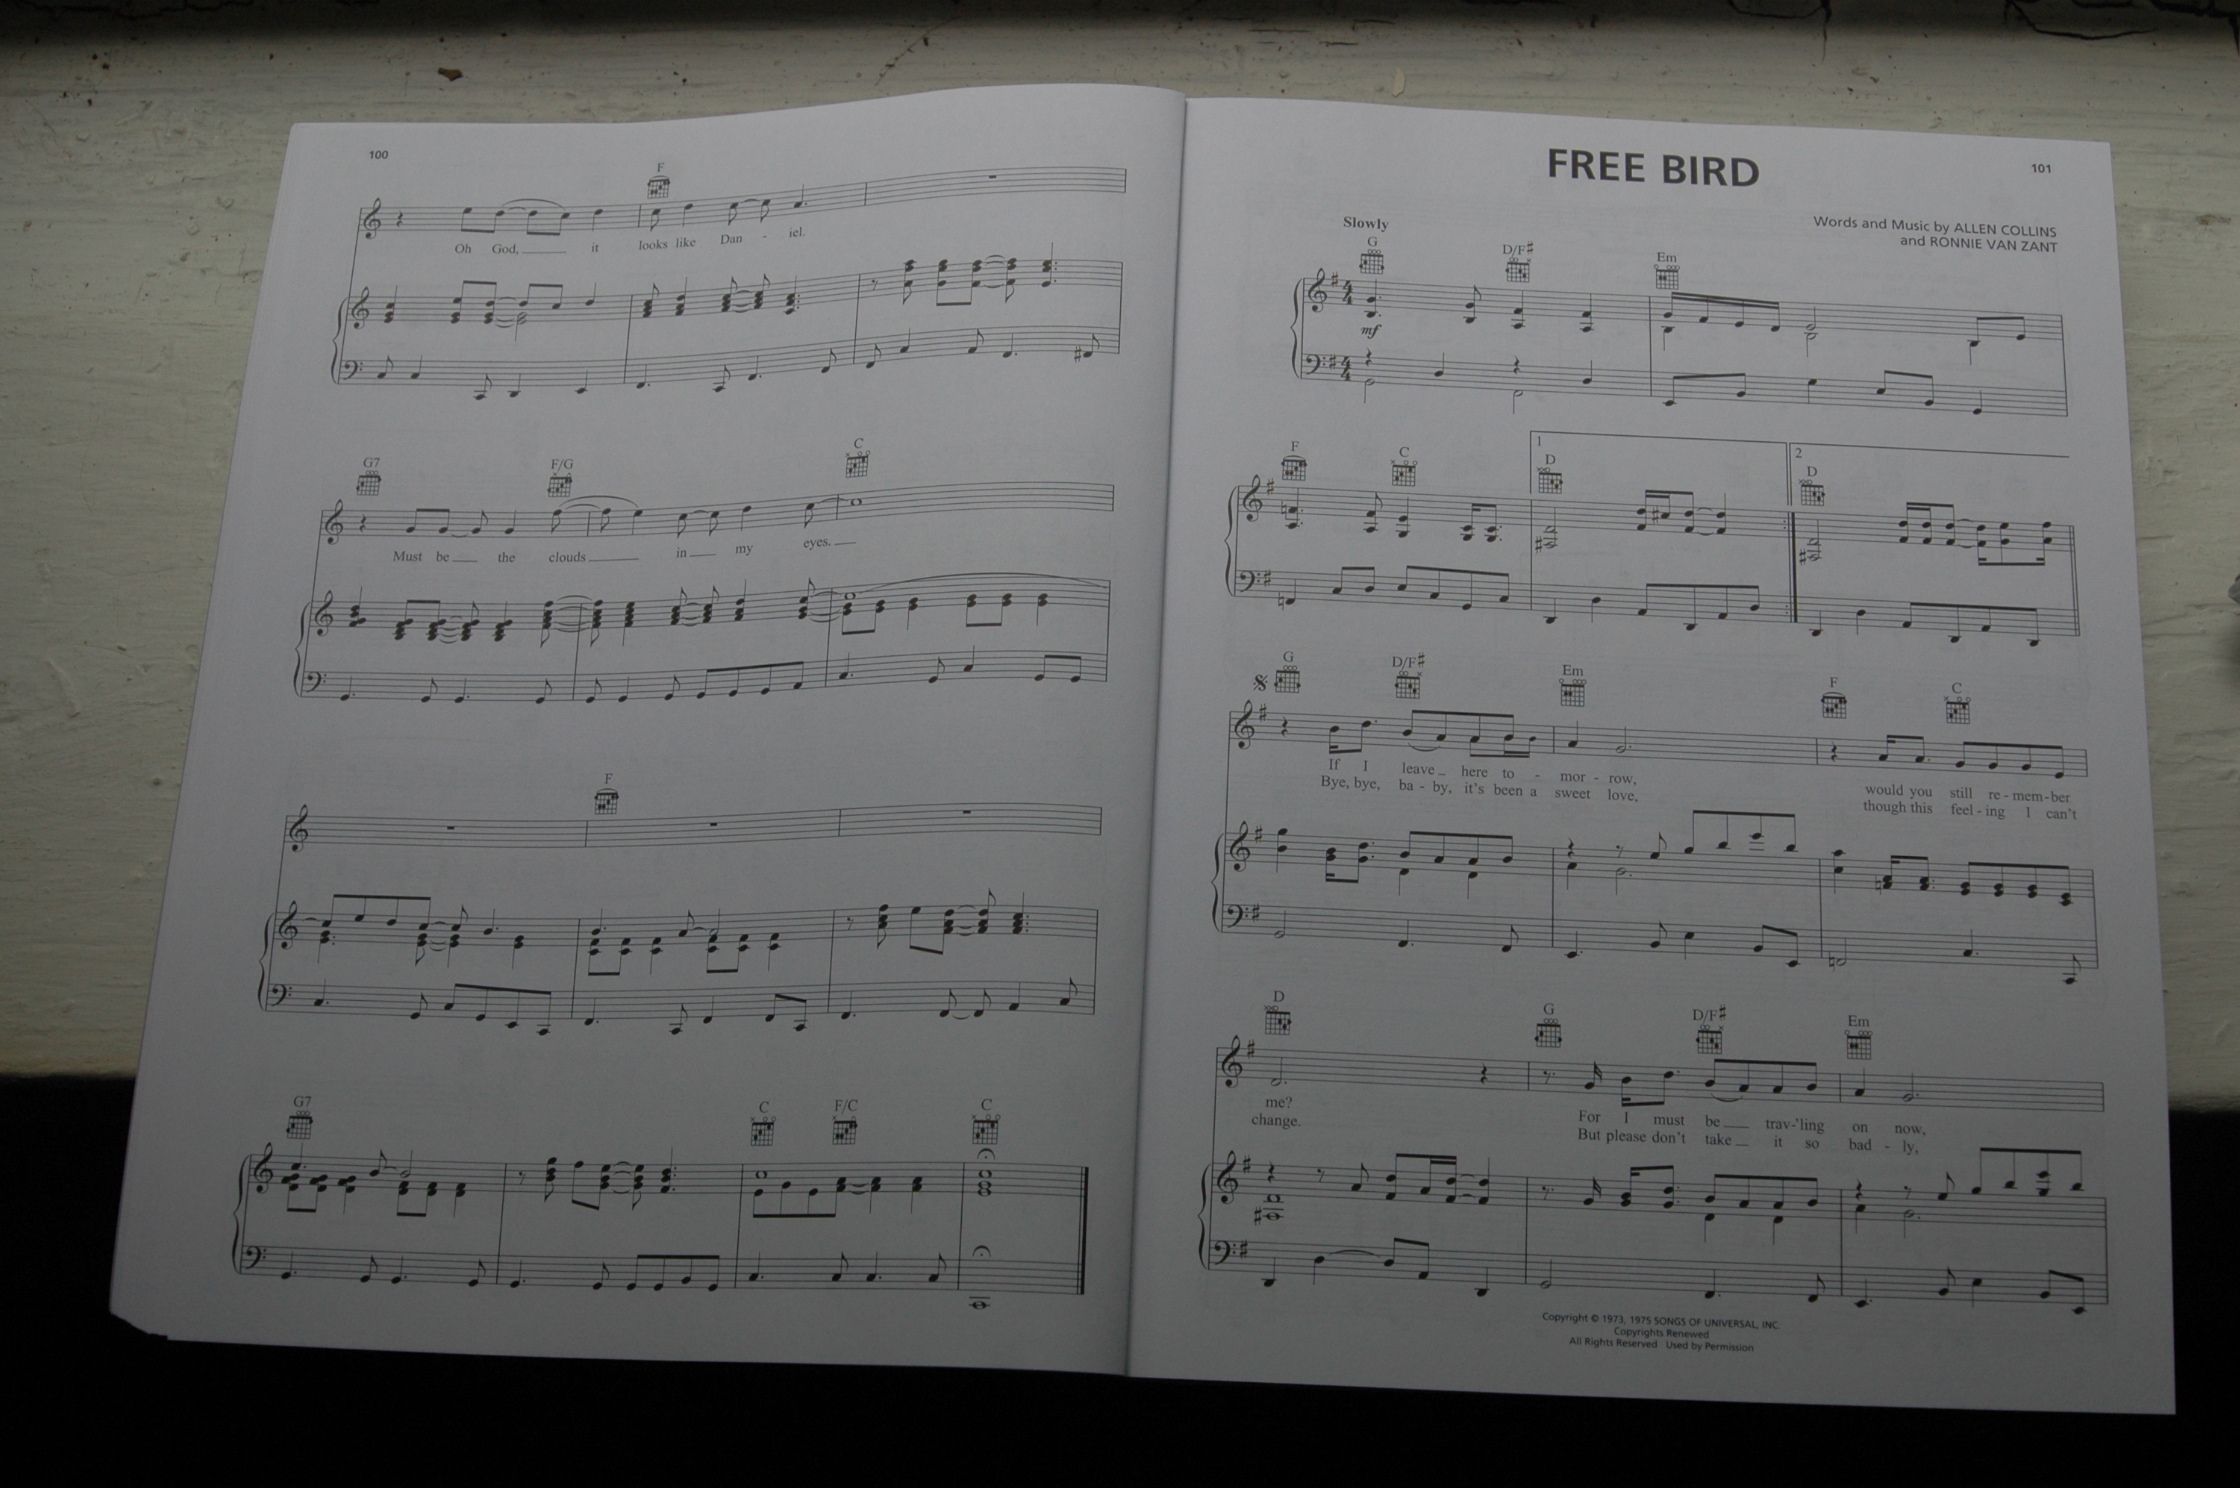 100
F
Oh God, it looks like Dan - iel.
G7 F/G C
Must be the clouds in my eyes.
F
G7 C F/C C
FREE BIRD
101
Words and Music by ALLEN COLLINS
and RONNIE VAN ZANT
Slowly
G D/F# Em
mf
F C 1 D 2 D
G D/F# Em F C
If I leave here to - mor - row, would you still re - mem - ber
Bye, bye, ba - by, it's been a sweet love, though this feel - ing I can't
D G D/F# Em
me? For I must be trav-'ling on now,
change. But please don't take it so bad - ly,
Copyright © 1973, 1975 SONGS OF UNIVERSAL, INC.
Copyrights Renewed
All Rights Reserved Used by Permission